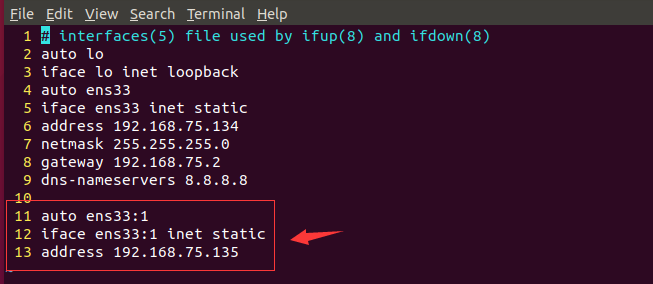 File Edit View Search Terminal Help
1 # interfaces(5) file used by ifup(8) and ifdown(8)
2 auto lo
3 iface lo inet loopback
4 auto ens33
5 iface ens33 inet static
6 address 192.168.75.134
7 netmask 255.255.255.0
8 gateway 192.168.75.2
9 dns-nameservers 8.8.8.8
10
11 auto ens33:1
12 iface ens33:1 inet static
13 address 192.168.75.135